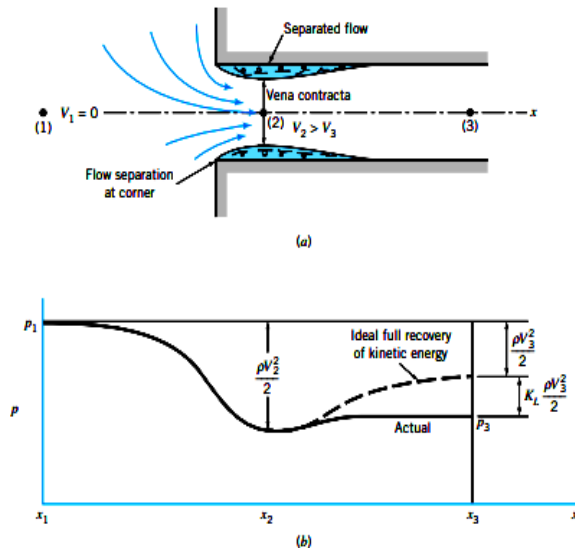 Separated flow
Vena contracta
V₁ = 0
x
(1)
(2)
V₂ > V₃
(3)
Flow separation
at corner
(a)
p₁
Ideal full recovery
of kinetic energy
ρV₂²
2
ρV₃²
2
K_L ρV₃²
2
p
Actual
p₃
x₁
x₂
x₃
(b)